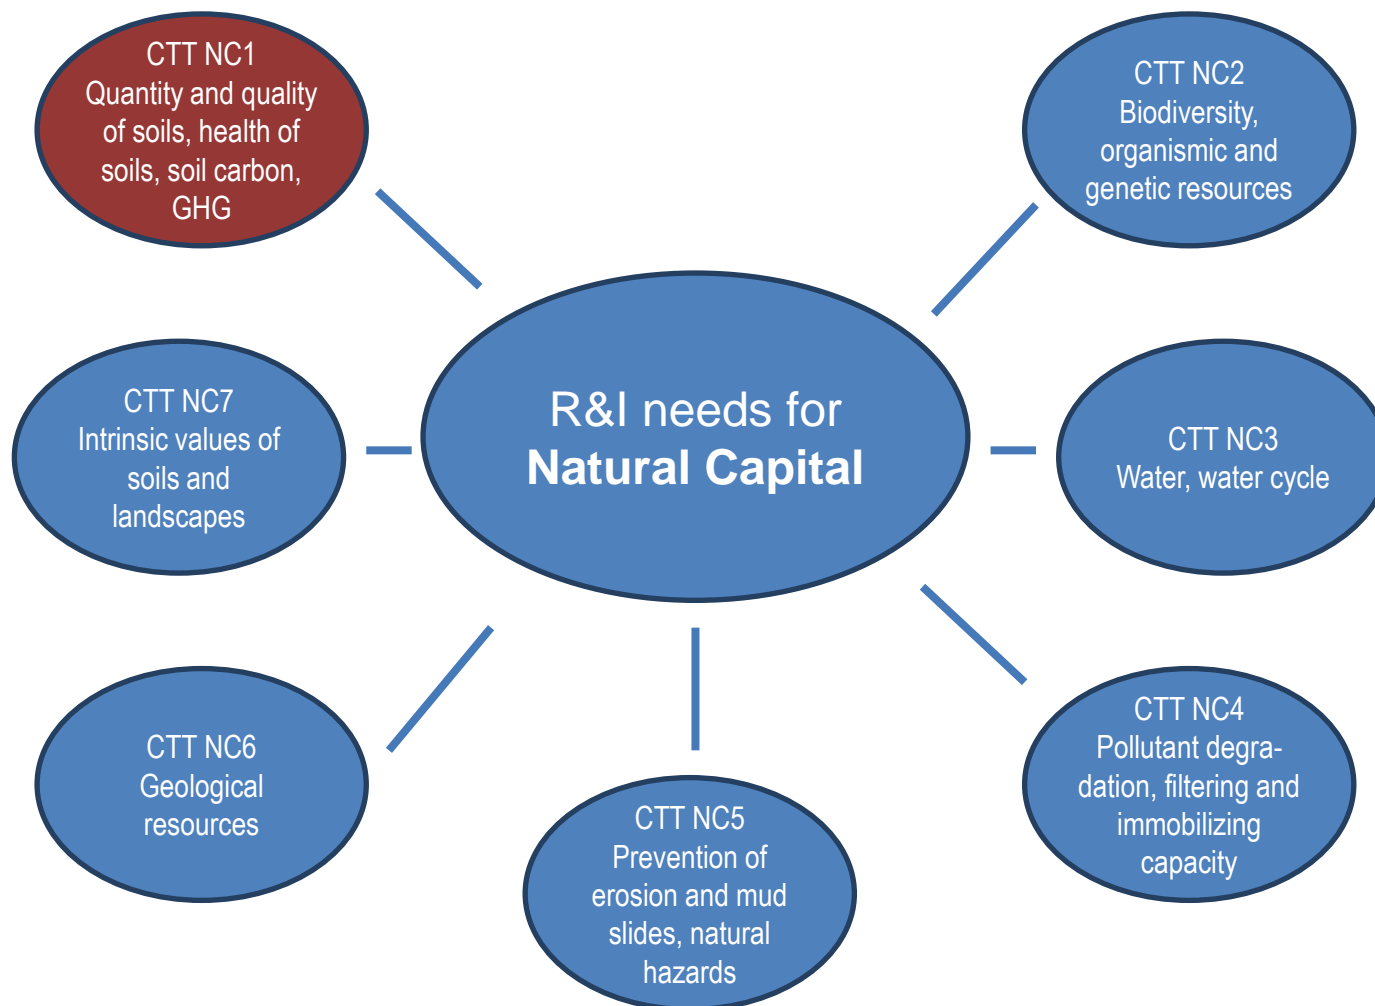 CTT NC1
Quantity and quality
of soils, health of
soils, soil carbon,
GHG
CTT NC2
Biodiversity,
organismic and
genetic resources
R&I needs for
Natural Capital
CTT NC7
Intrinsic values of
soils and
landscapes
CTT NC3
Water, water cycle
CTT NC6
Geological
resources
CTT NC5
Prevention of
erosion and mud
slides, natural
hazards
CTT NC4
Pollutant degra-
dation, filtering and
immobilizing
capacity